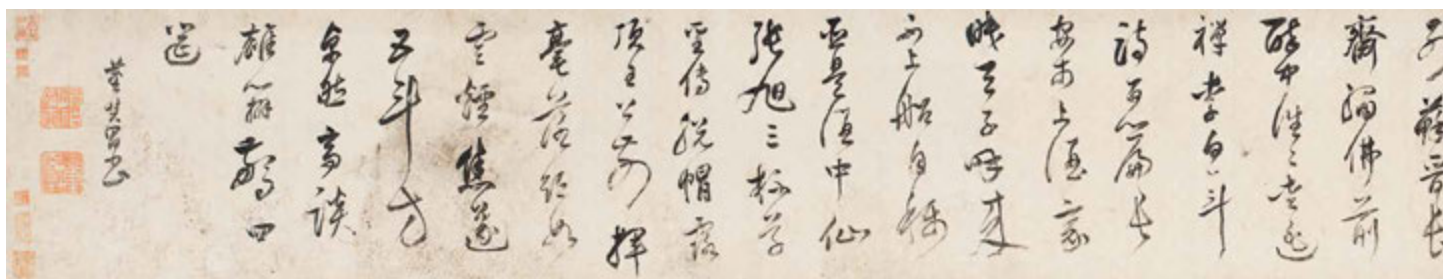 前蘇晉長
齋繡佛前
醉中往〻愛逃
禪李白一斗
詩百篇長
安市上酒家
眠天子呼來
不上船自稱
臣是酒中仙
張旭三杯草
聖傳脫帽露
頂王公前揮
毫落紙如
雲煙焦遂
五斗方
卓然高談
雄辯驚四
筵
董其昌書